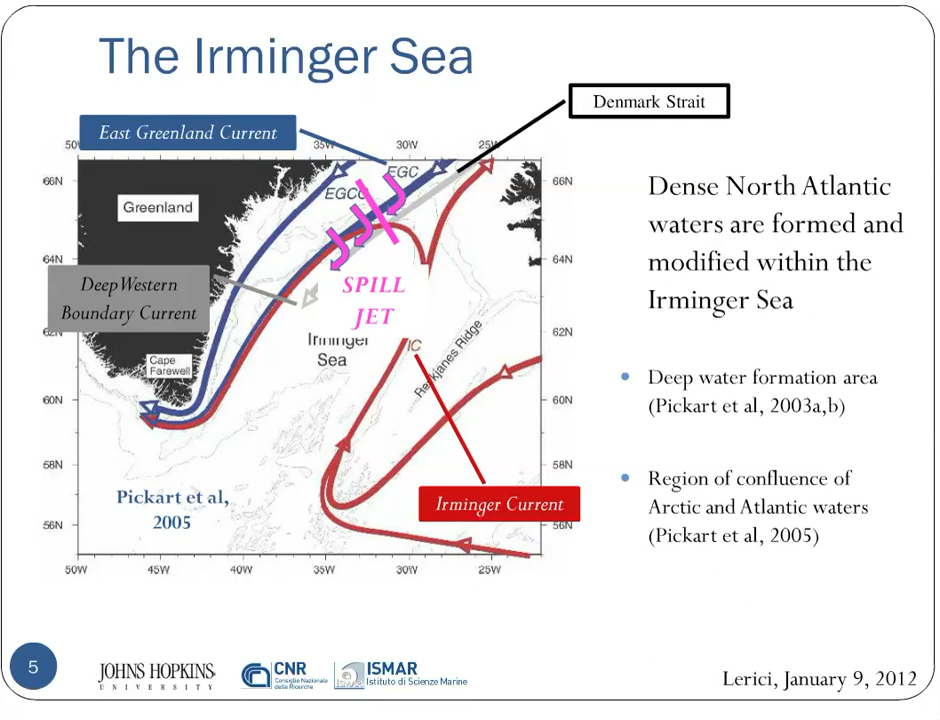 The Irminger Sea
Denmark Strait
East Greenland Current
35W
30W
25W
EGC
66N
66N
Greenland
Dense North Atlantic
waters are formed and
modified within the
Irminger Sea
64N
64N
Deep Western
Boundary Current
SPILL
JET
62N
Irminger
Sea
IC
Reykjanes Ridge
Cape
Farewell
60N
60N
Deep water formation area
(Pickart et al, 2003a,b)
58N
58N
Region of confluence of
Arctic and Atlantic waters
(Pickart et al, 2005)
Pickart et al,
2005
Irminger Current
56N
56N
50W
45W
40W
35W
30W
25W
5
JOHNS HOPKINS
UNIVERSITY
CNR
Consiglio Nazionale
delle Ricerche
ISMAR
Istituto di Scienze Marine
Lerici, January 9, 2012